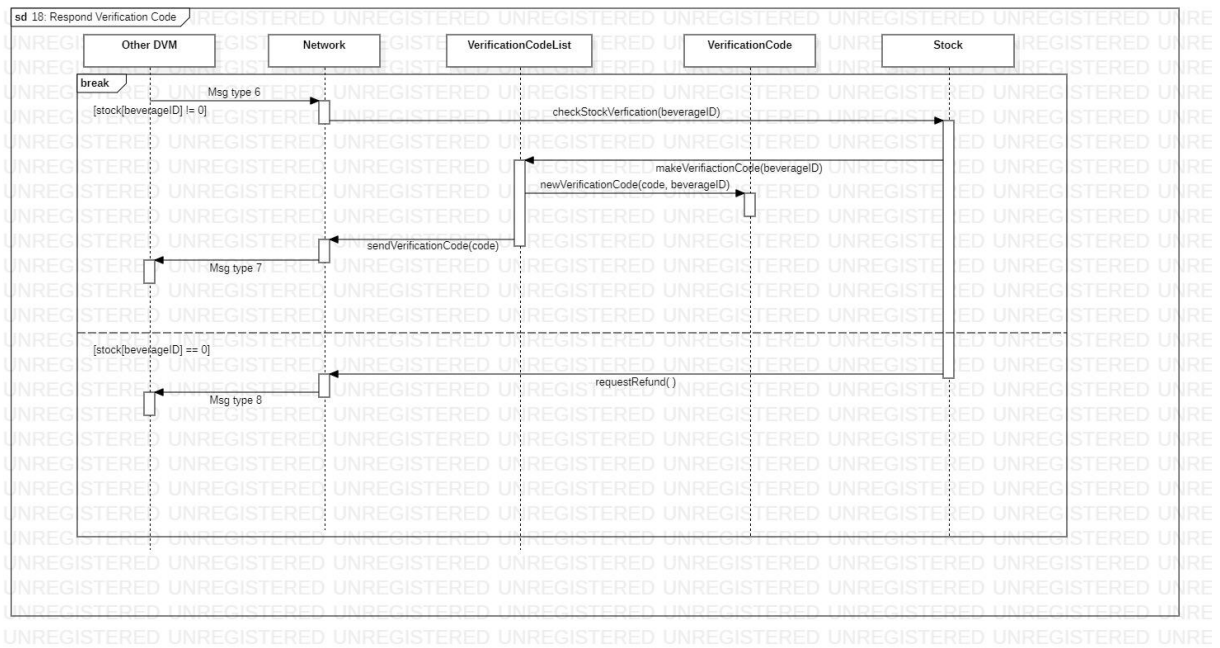 sd 18: Respond Verification Code
Other DVM
Network
VerificationCodeList
VerificationCode
Stock
break
Msg type 6
[stock[beverageID] != 0]
checkStockVerfication(beverageID)
makeVerifiactionCode(beverageID)
newVerificationCode(code, beverageID)
sendVerificationCode(code)
Msg type 7
[stock[beverageID] == 0]
requestRefund( )
Msg type 8
UNREGISTERED